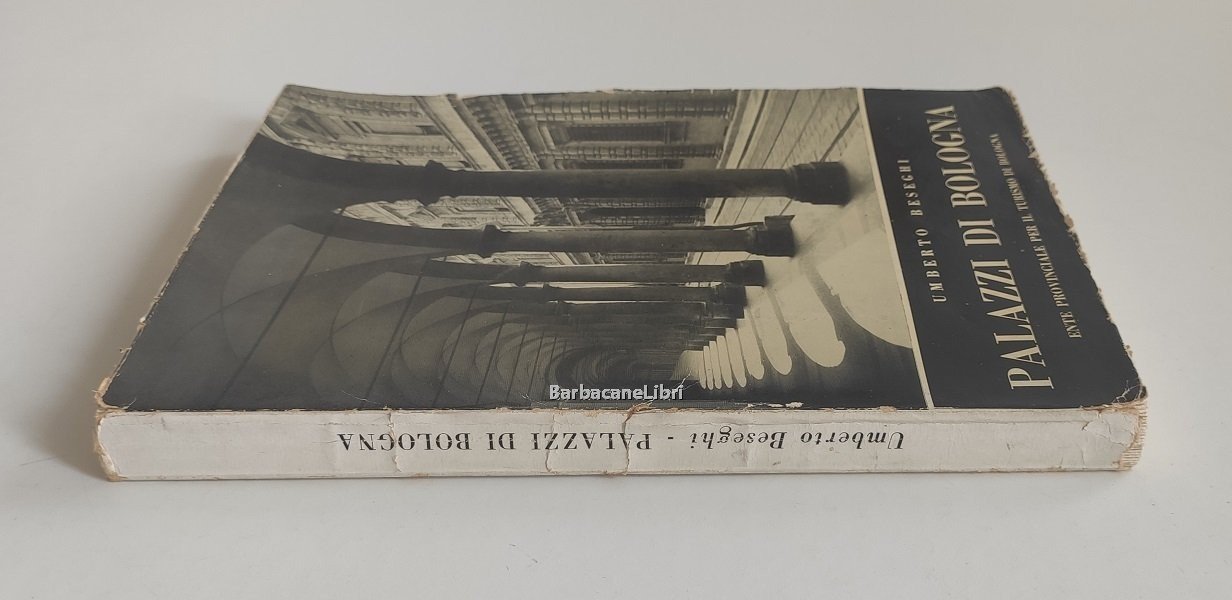 UMBERTO BESEGHI
PALAZZI DI BOLOGNA
ENTE PROVINCIALE PER IL TURISMO DI BOLOGNA
BarbacaneLibri
Umberto Beseghi - PALAZZI DI BOLOGNA